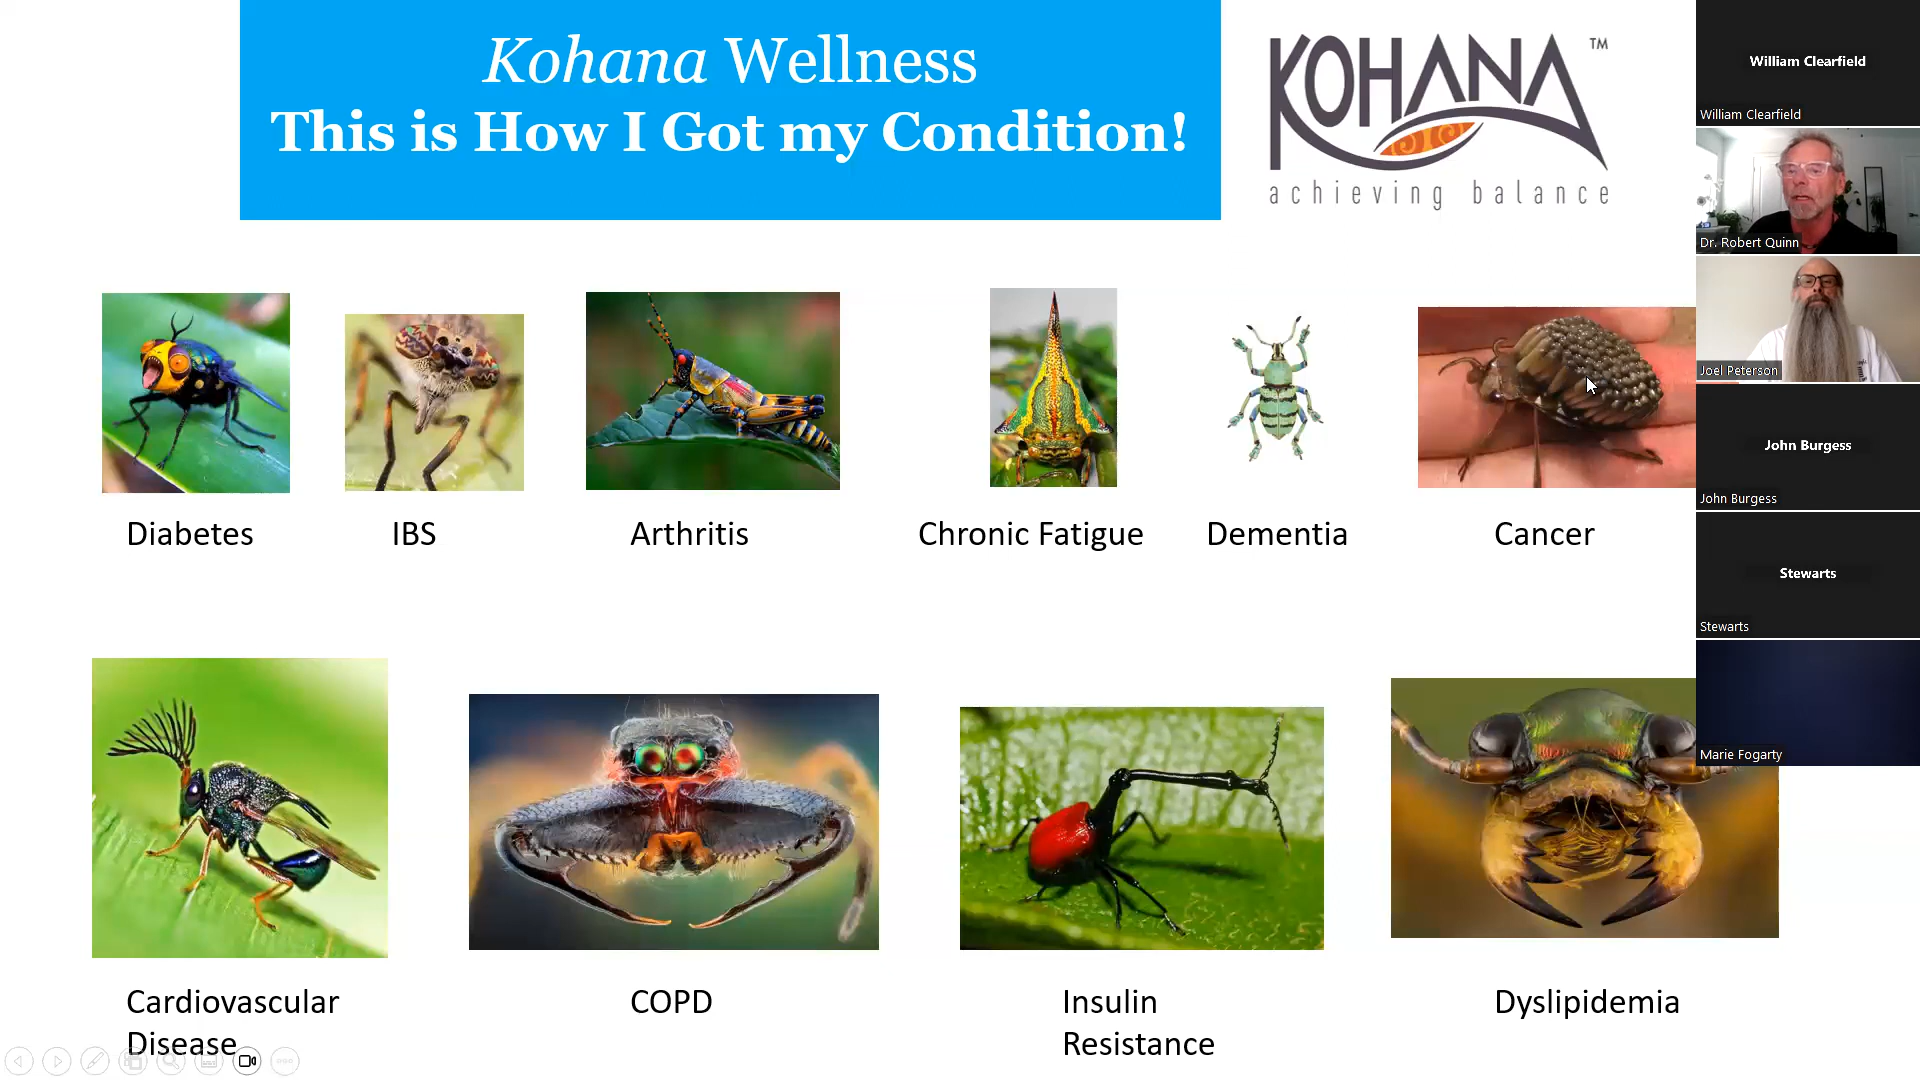 Kohana Wellness
This is How I Got my Condition!
KOHANA™
achieving balance
Diabetes
IBS
Arthritis
Chronic Fatigue
Dementia
Cancer
Cardiovascular
Disease
COPD
Insulin
Resistance
Dyslipidemia
William Clearfield
William Clearfield
Dr. Robert Quinn
Joel Peterson
John Burgess
John Burgess
Stewarts
Stewarts
Marie Fogarty